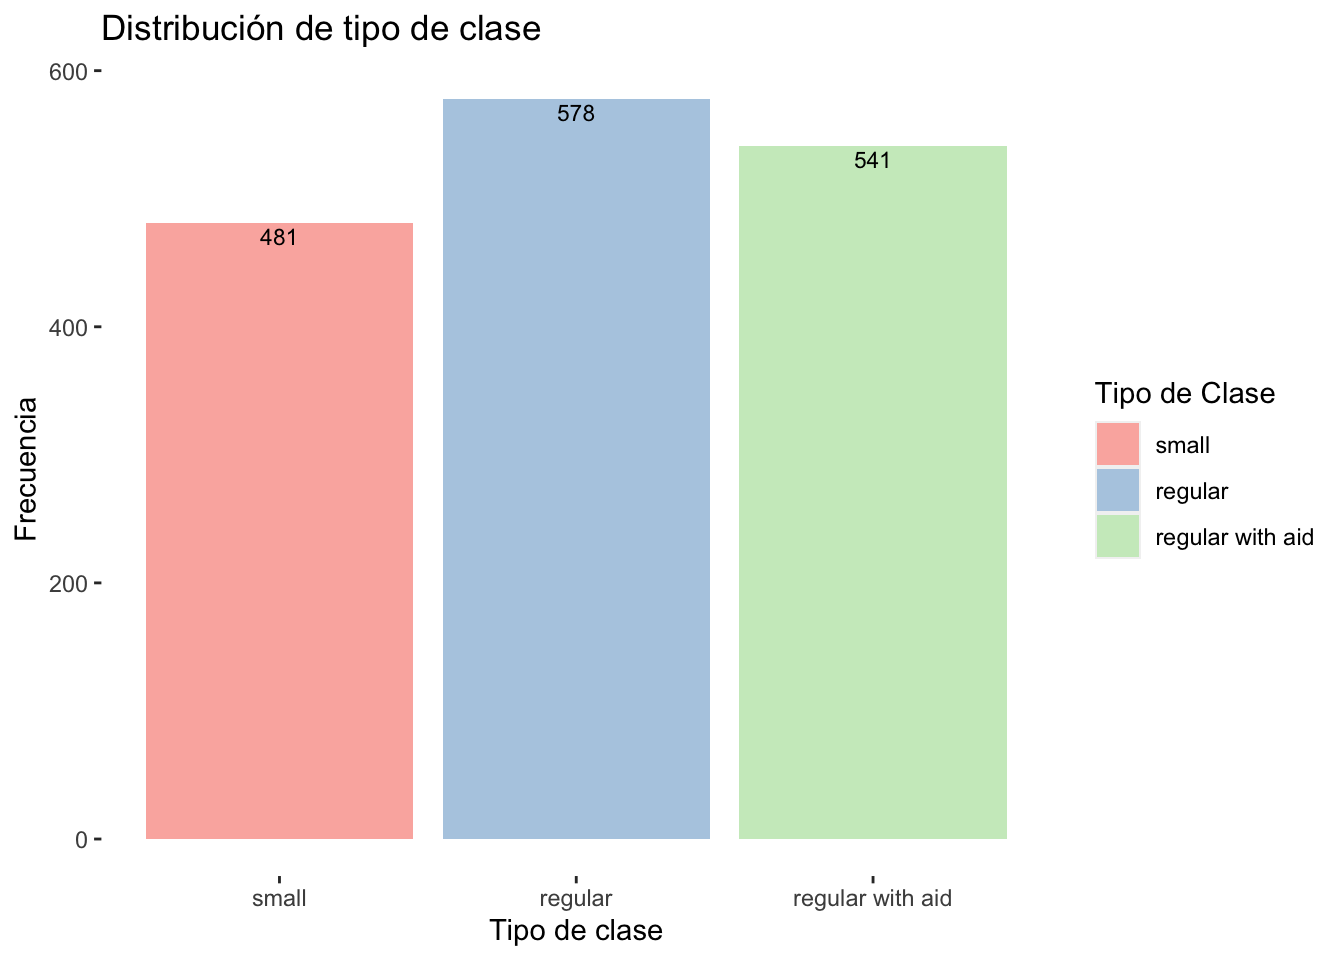 Distribución de tipo de clase
600
400
200
0
Frecuencia
481
578
541
small
regular
regular with aid
Tipo de clase
Tipo de Clase
small
regular
regular with aid